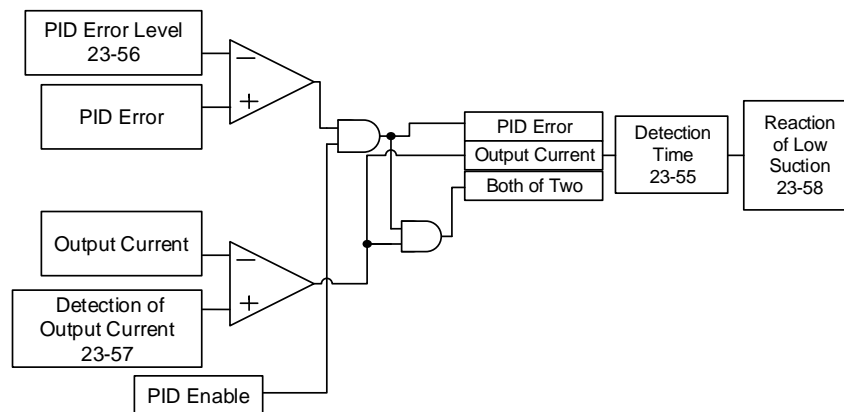 PID Error Level
23-56
−
+
PID Error
PID Error
Output Current
Both of Two
Detection
Time
23-55
Reaction
of Low
Suction
23-58
Output Current
−
+
Detection of
Output Current
23-57
PID Enable